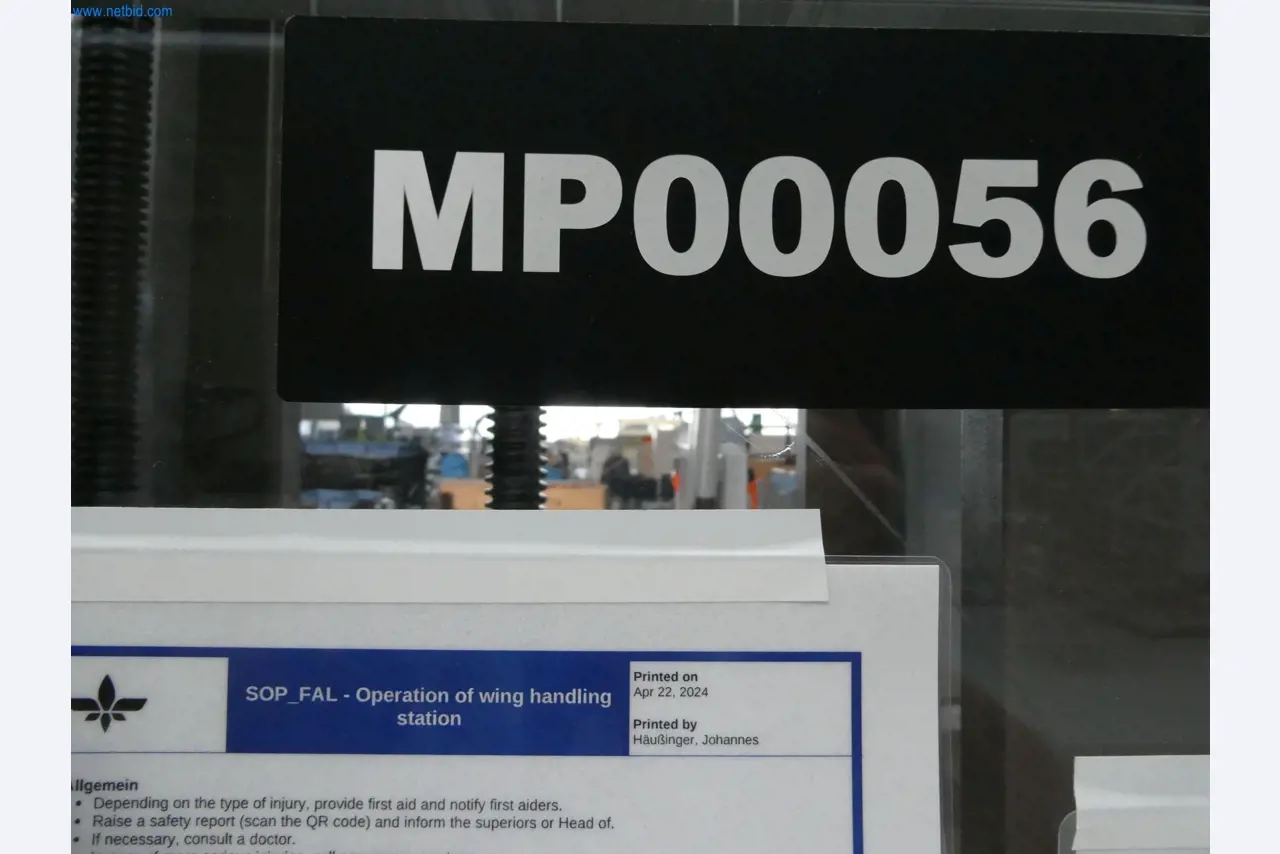 www.netbid.com
MP00056
SOP_FAL - Operation of wing handling
station
Printed on
Apr 22, 2024
Printed by
Häußinger, Johannes
Allgemein
• Depending on the type of injury, provide first aid and notify first aiders.
• Raise a safety report (scan the QR code) and inform the superiors or Head of.
• If necessary, consult a doctor.